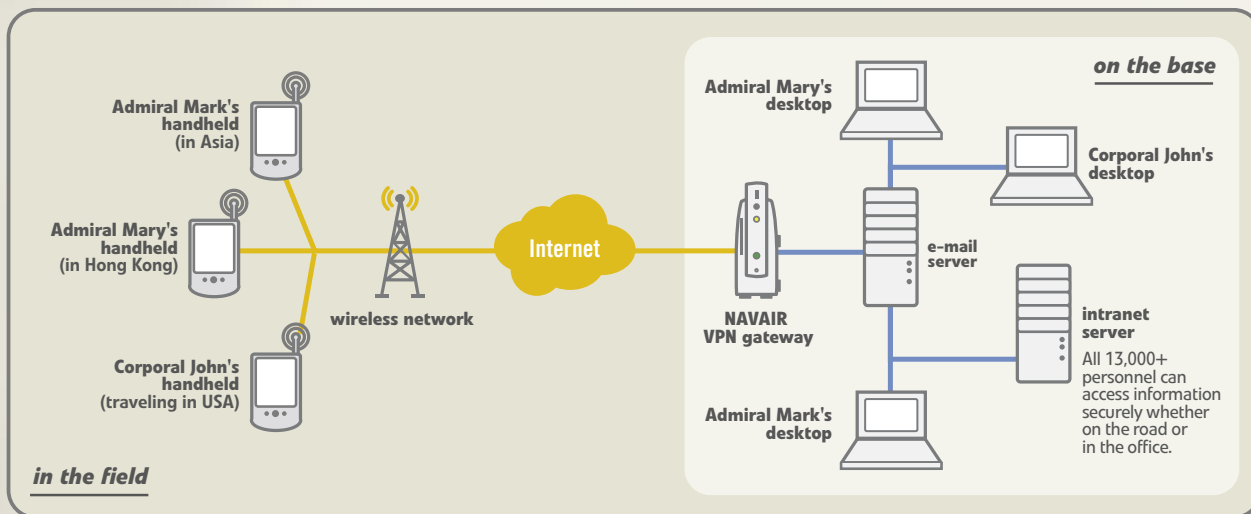 Admiral Mark's
handheld
(in Asia)
Admiral Mary's
handheld
(in Hong Kong)
Corporal John's
handheld
(traveling in USA)
in the field
wireless network
Internet
NAVAIR
VPN gateway
on the base
Admiral Mary's
desktop
Corporal John's
desktop
e-mail
server
intranet
server
All 13,000+
personnel can
access information
securely whether
on the road or
in the office.
Admiral Mark's
desktop